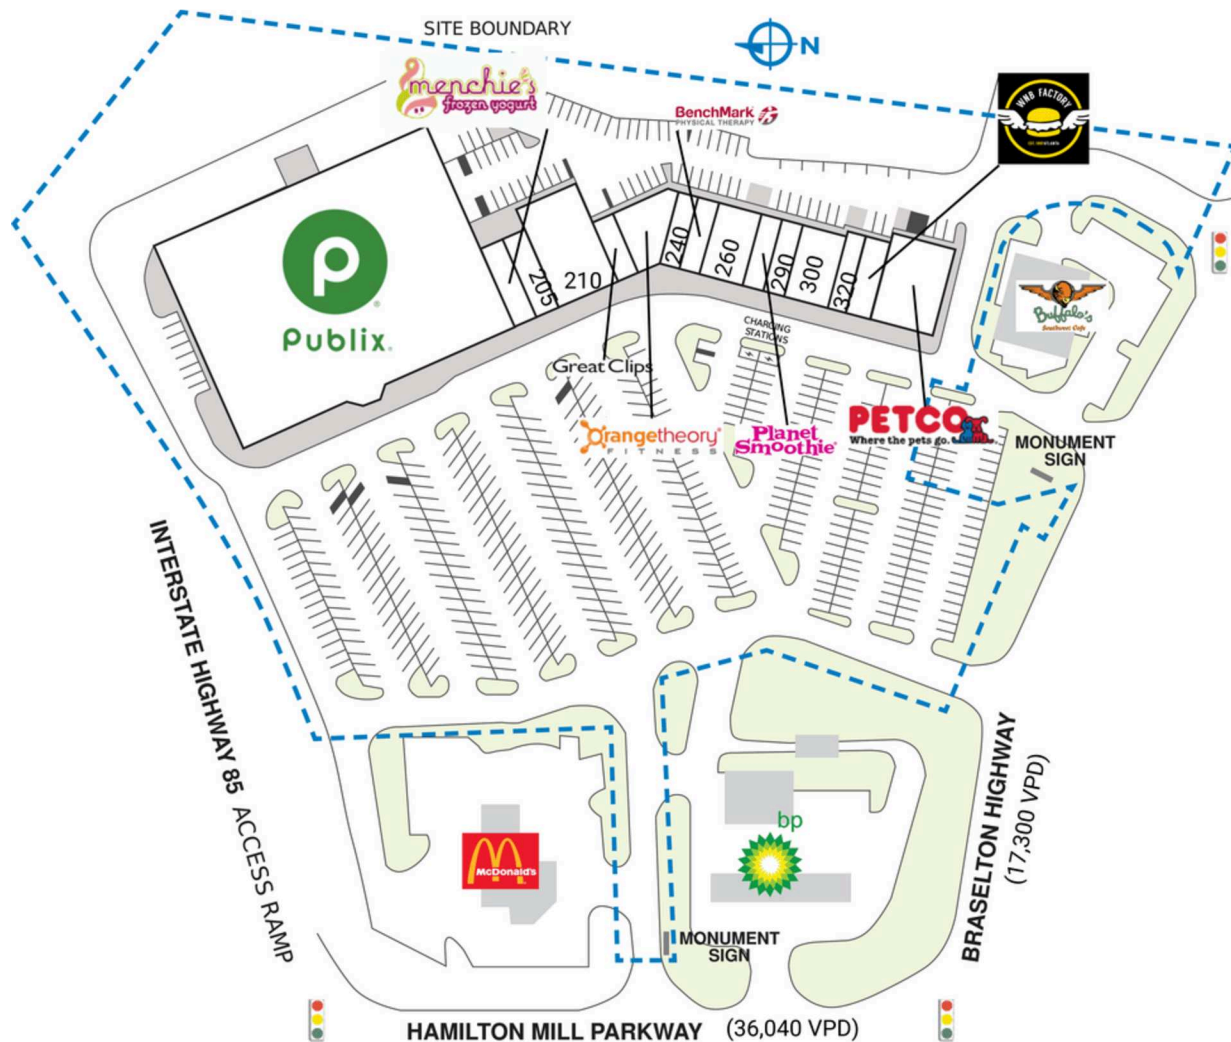 SITE BOUNDARY
N
menchie's
frozen yogurt
BenchMark
PHYSICAL THERAPY
WNB FACTORY
Publix
205
210
240
260
290
300
320
Buffalo's
Southwest Cafe
CHARGING
STATIONS
Great Clips
Orangetheory
FITNESS
Planet
Smoothie
PETCO
Where the pets go.
MONUMENT
SIGN
INTERSTATE HIGHWAY 85 ACCESS RAMP
McDonald's
bp
BRASELTON HIGHWAY
(17,300 VPD)
MONUMENT
SIGN
HAMILTON MILL PARKWAY (36,040 VPD)